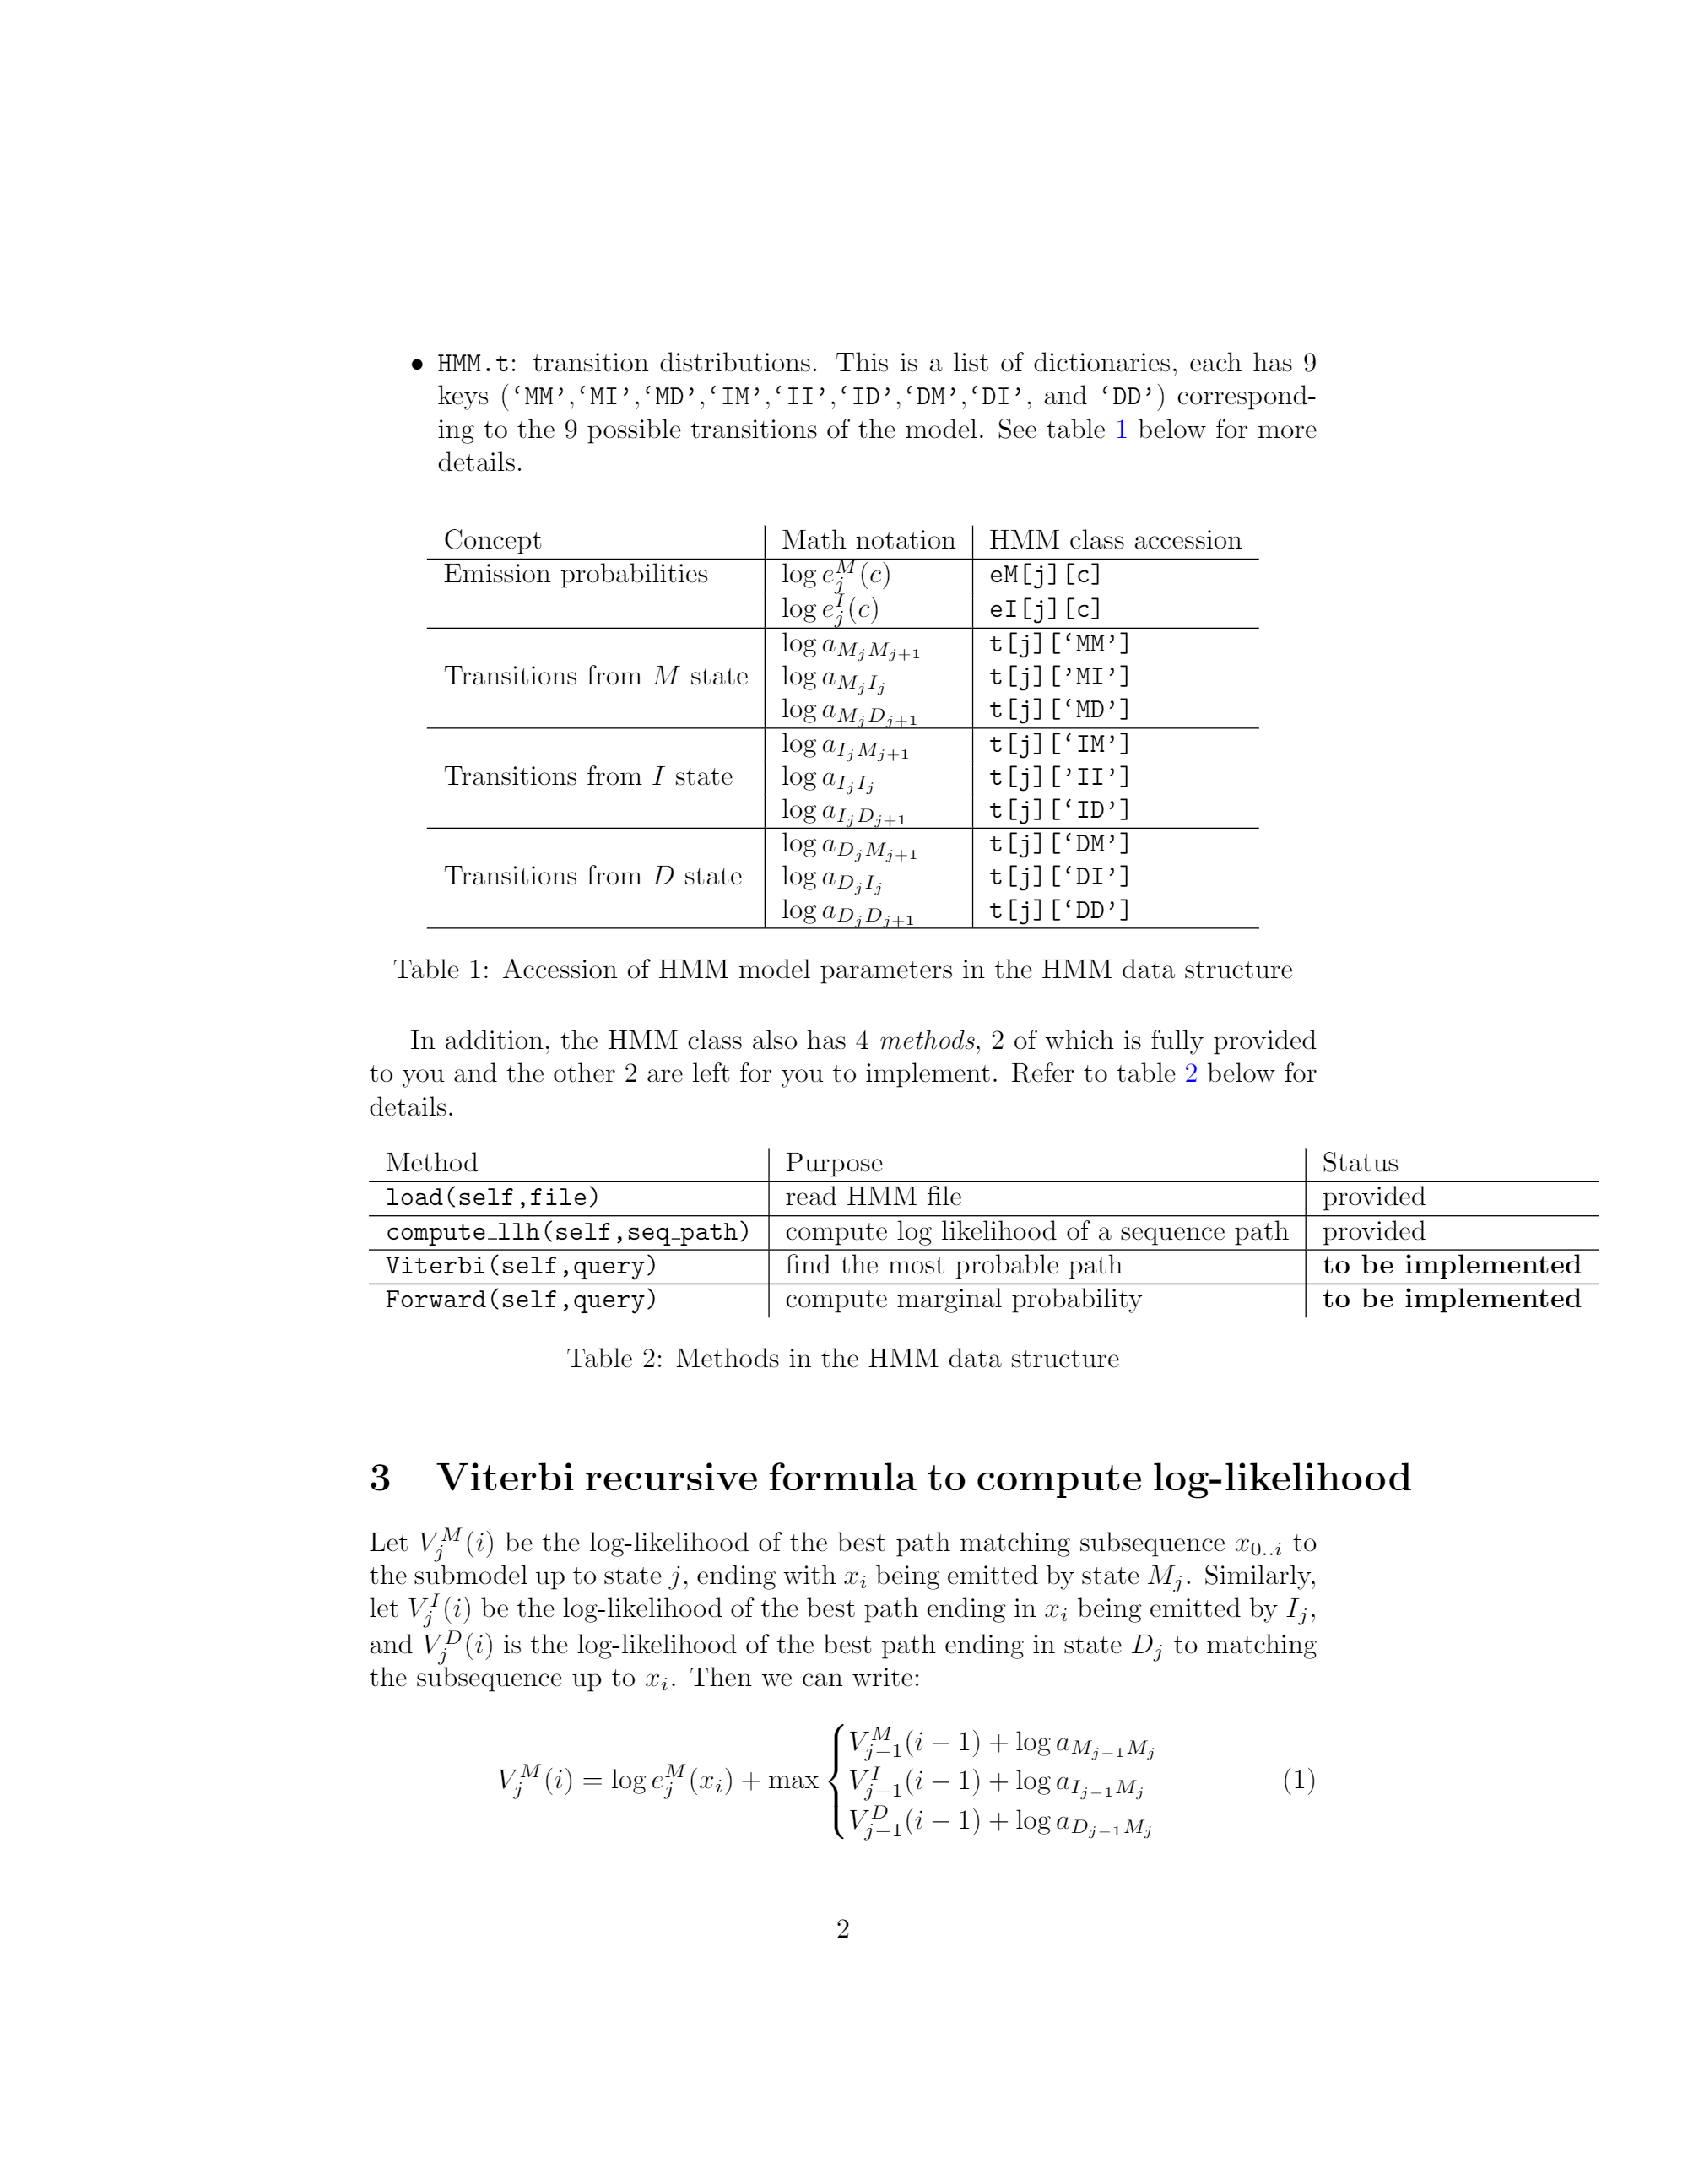 • HMM.t: transition distributions. This is a list of dictionaries, each has 9
keys (‘MM’,‘MI’,‘MD’,‘IM’,‘II’,‘ID’,‘DM’,‘DI’, and ‘DD’) correspond-
ing to the 9 possible transitions of the model. See table 1 below for more
details.
Concept | Math notation | HMM class accession
Emission probabilities | log e_j^M(c) | eM[j][c]
log e_j^I(c) | eI[j][c]
log a_{M_j M_{j+1}} | t[j][‘MM’]
Transitions from M state | log a_{M_j I_j} | t[j][’MI’]
log a_{M_j D_{j+1}} | t[j][‘MD’]
log a_{I_j M_{j+1}} | t[j][‘IM’]
Transitions from I state | log a_{I_j I_j} | t[j][’II’]
log a_{I_j D_{j+1}} | t[j][‘ID’]
log a_{D_j M_{j+1}} | t[j][‘DM’]
Transitions from D state | log a_{D_j I_j} | t[j][‘DI’]
log a_{D_j D_{j+1}} | t[j][‘DD’]
Table 1: Accession of HMM model parameters in the HMM data structure
In addition, the HMM class also has 4 methods, 2 of which is fully provided
to you and the other 2 are left for you to implement. Refer to table 2 below for
details.
Method | Purpose | Status
load(self,file) | read HMM file | provided
compute_llh(self,seq_path) | compute log likelihood of a sequence path | provided
Viterbi(self,query) | find the most probable path | to be implemented
Forward(self,query) | compute marginal probability | to be implemented
Table 2: Methods in the HMM data structure
3 Viterbi recursive formula to compute log-likelihood
Let V_j^M(i) be the log-likelihood of the best path matching subsequence x_{0..i} to
the submodel up to state j, ending with x_i being emitted by state M_j. Similarly,
let V_j^I(i) be the log-likelihood of the best path ending in x_i being emitted by I_j,
and V_j^D(i) is the log-likelihood of the best path ending in state D_j to matching
the subsequence up to x_i. Then we can write:
V_{j−1}^M(i − 1) + log a_{M_{j−1} M_j}
V_j^M(i) = log e_j^M(x_i) + max { V_{j−1}^I(i − 1) + log a_{I_{j−1} M_j} (1)
V_{j−1}^D(i − 1) + log a_{D_{j−1} M_j}
2